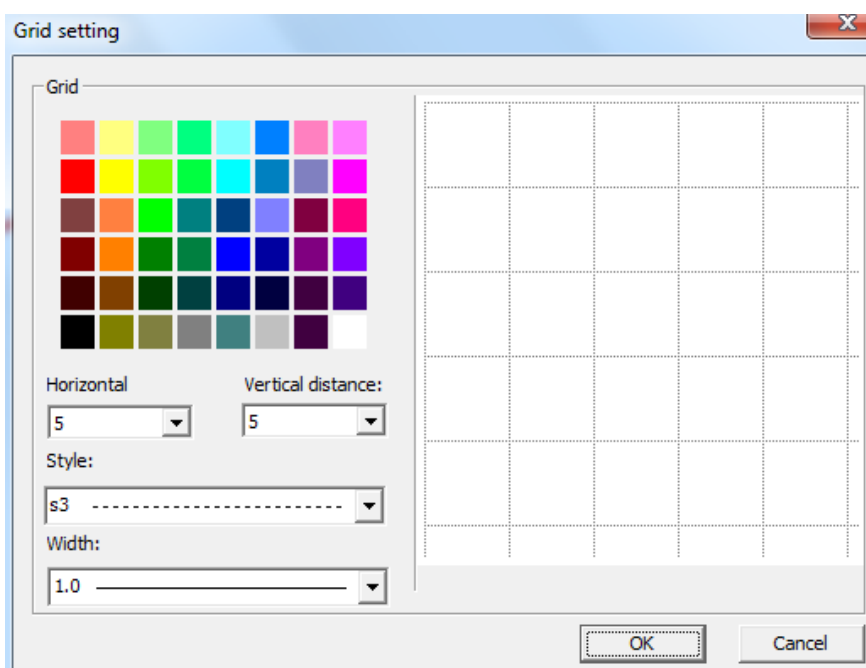 Grid setting
Grid
Horizontal Vertical distance:
5 5
Style:
s3
Width:
1.0
OK Cancel